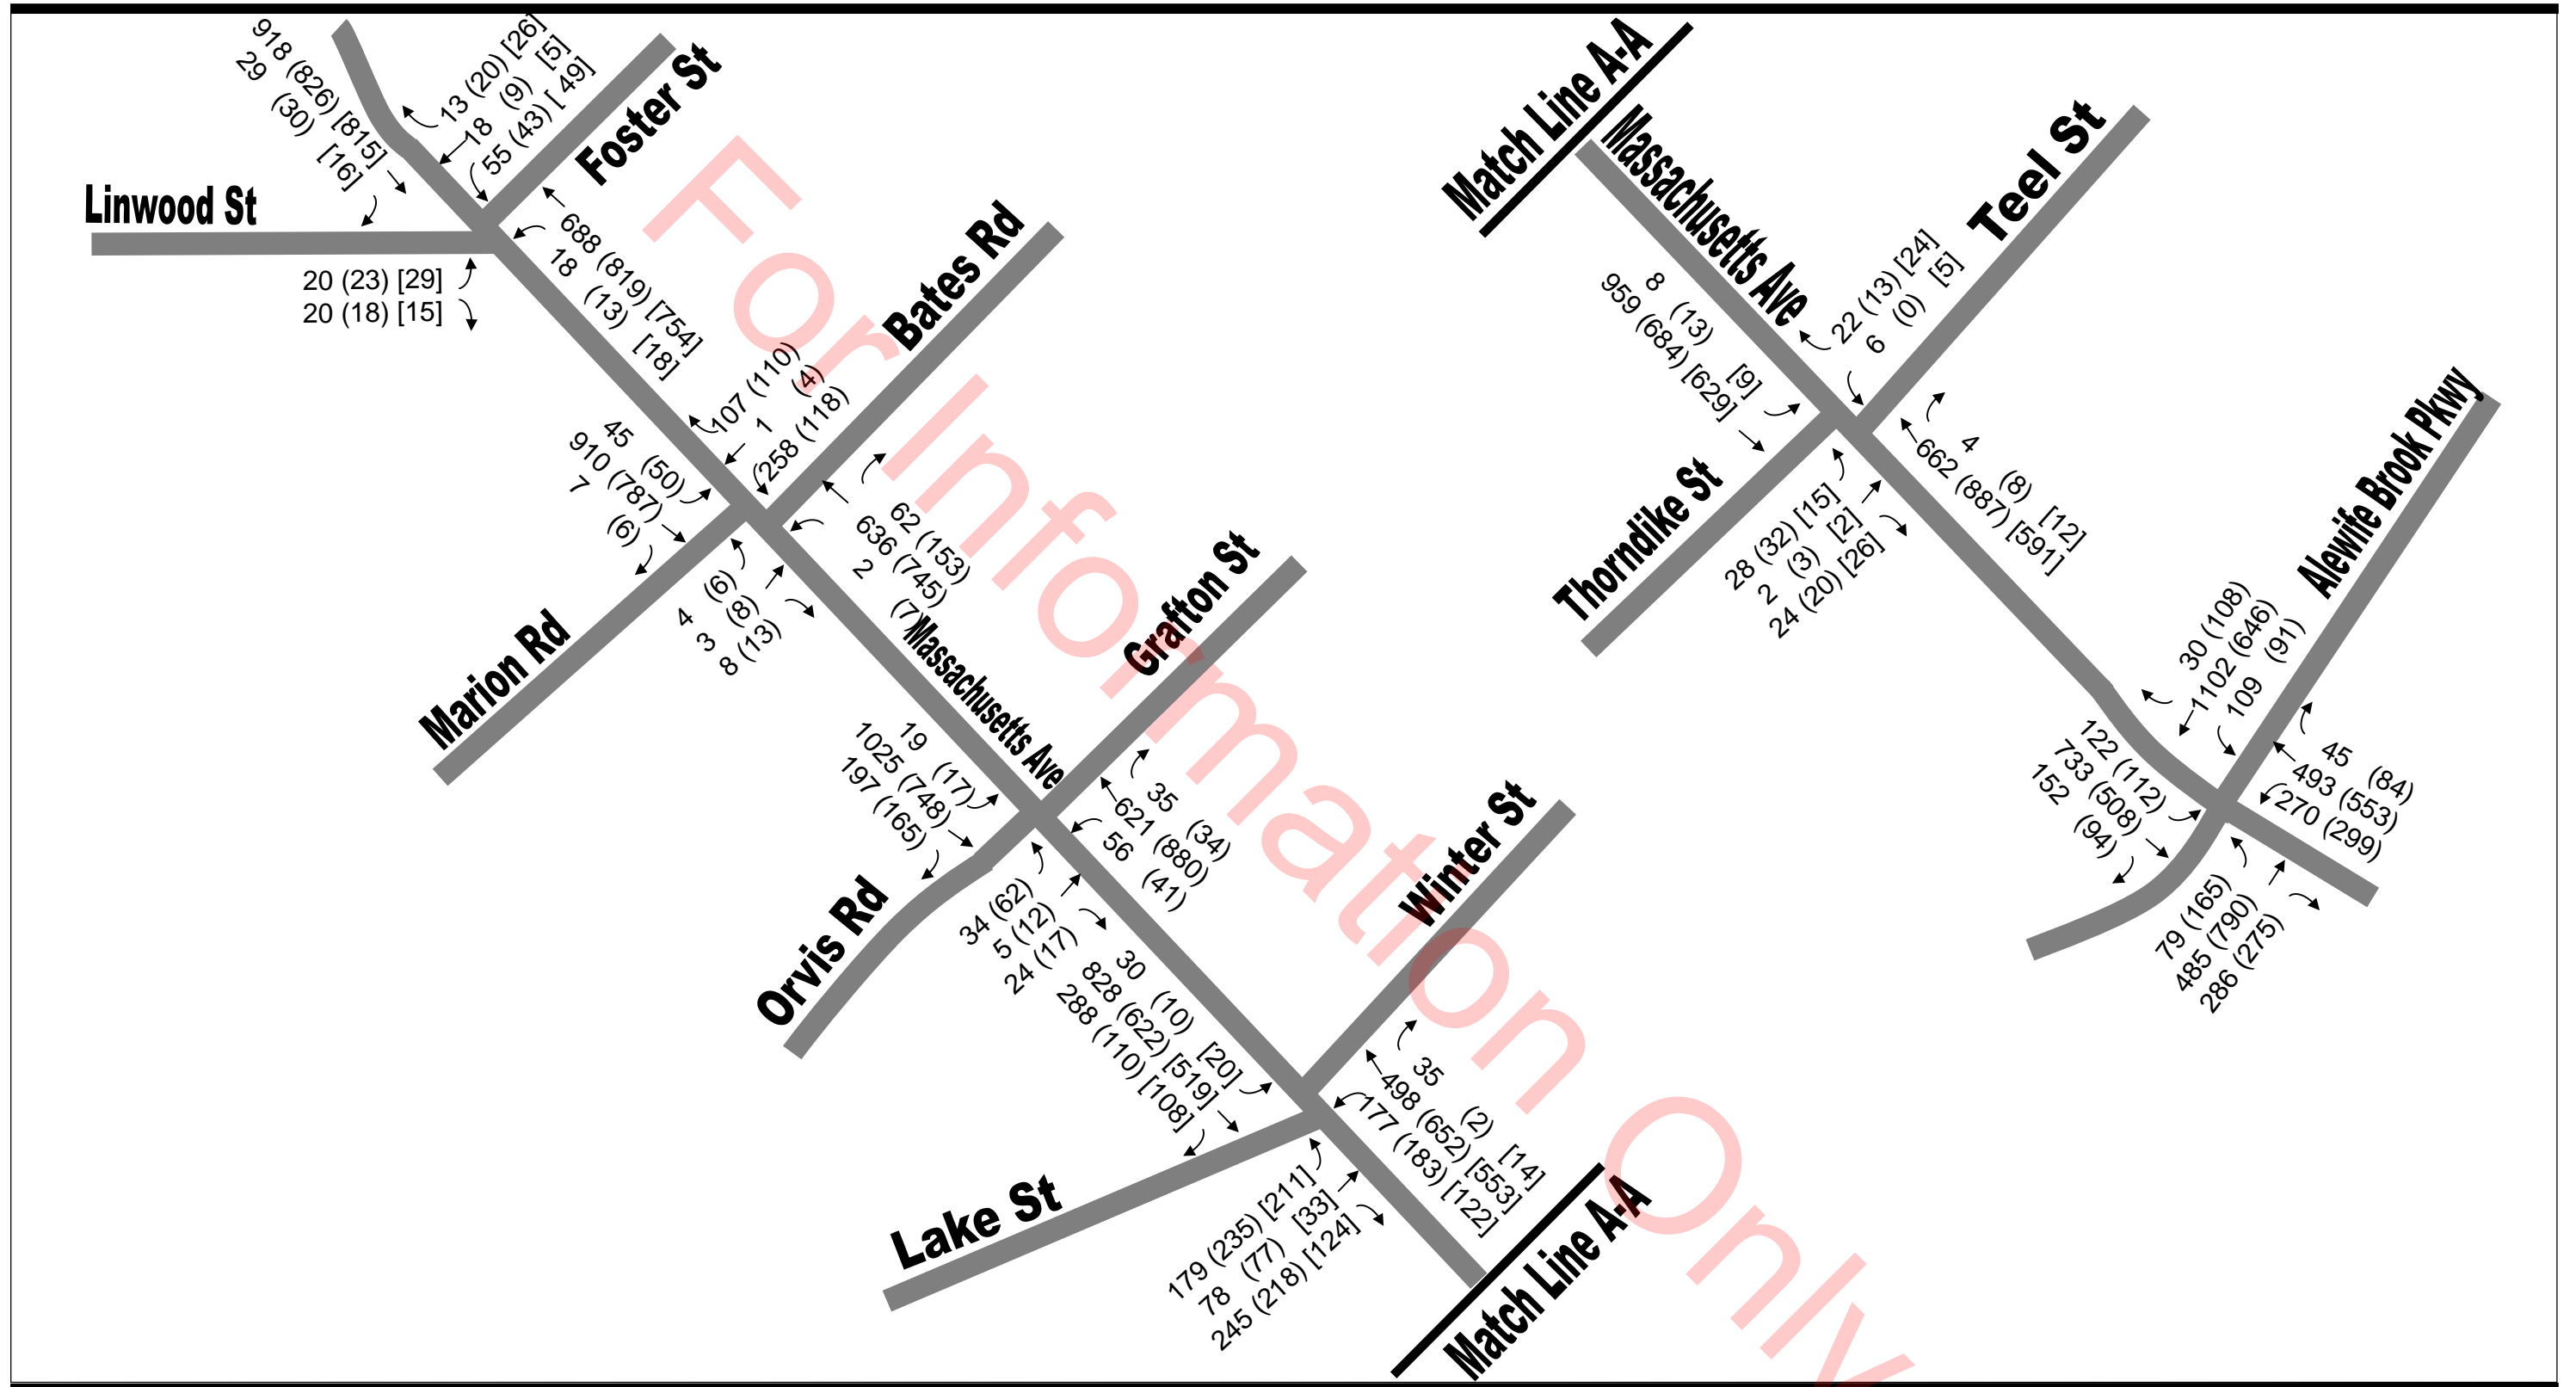 918 (826) [815]
29 (30) [16]
13 (20) [26]
18 (9) [5]
55 (43) [ 49]
Foster St
Linwood St
20 (23) [29]
20 (18) [15]
688 (819) [754]
18 (13) [18]
Bates Rd
107 (110)
1 (4)
258 (118)
45 (50)
910 (787)
7 (6)
62 (153)
636 (745)
2 (7)
4 (6)
3 (8)
8 (13)
Marion Rd
Massachusetts Ave
Grafton St
19 (17)
1025 (748)
197 (165)
35 (34)
621 (880)
56 (41)
34 (62)
5 (12)
24 (17)
Orvis Rd
Winter St
30 (10) [20]
828 (622) [519]
288 (110) [108]
35 (2) [14]
498 (652) [553]
177 (183) [122]
Lake St
179 (235) [211]
78 (77) [33]
245 (218) [124]
Match Line A-A
Match Line A-A
Massachusetts Ave
Teel St
22 (13) [24]
6 (0) [5]
8 (13) [9]
959 (684) [629]
4 (8) [12]
662 (887) [591]
Thorndike St
28 (32) [15]
2 (3) [2]
24 (20) [26]
Alewife Brook Pkwy
30 (108)
1102 (646)
109 (91)
122 (112)
733 (508)
152 (94)
45 (84)
493 (553)
270 (299)
79 (165)
485 (790)
286 (275)
For Information Only